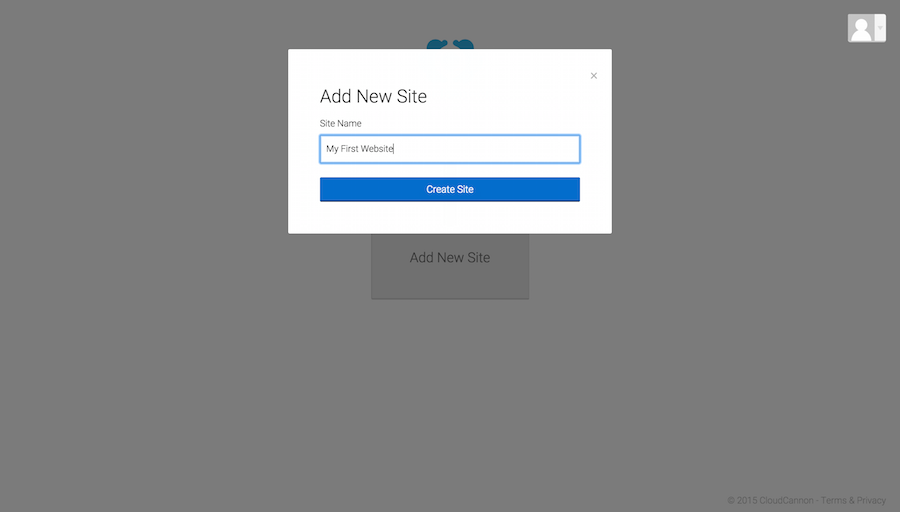 ×
Add New Site
Site Name
My First Website
Create Site
Add New Site
© 2015 CloudCannon - Terms & Privacy